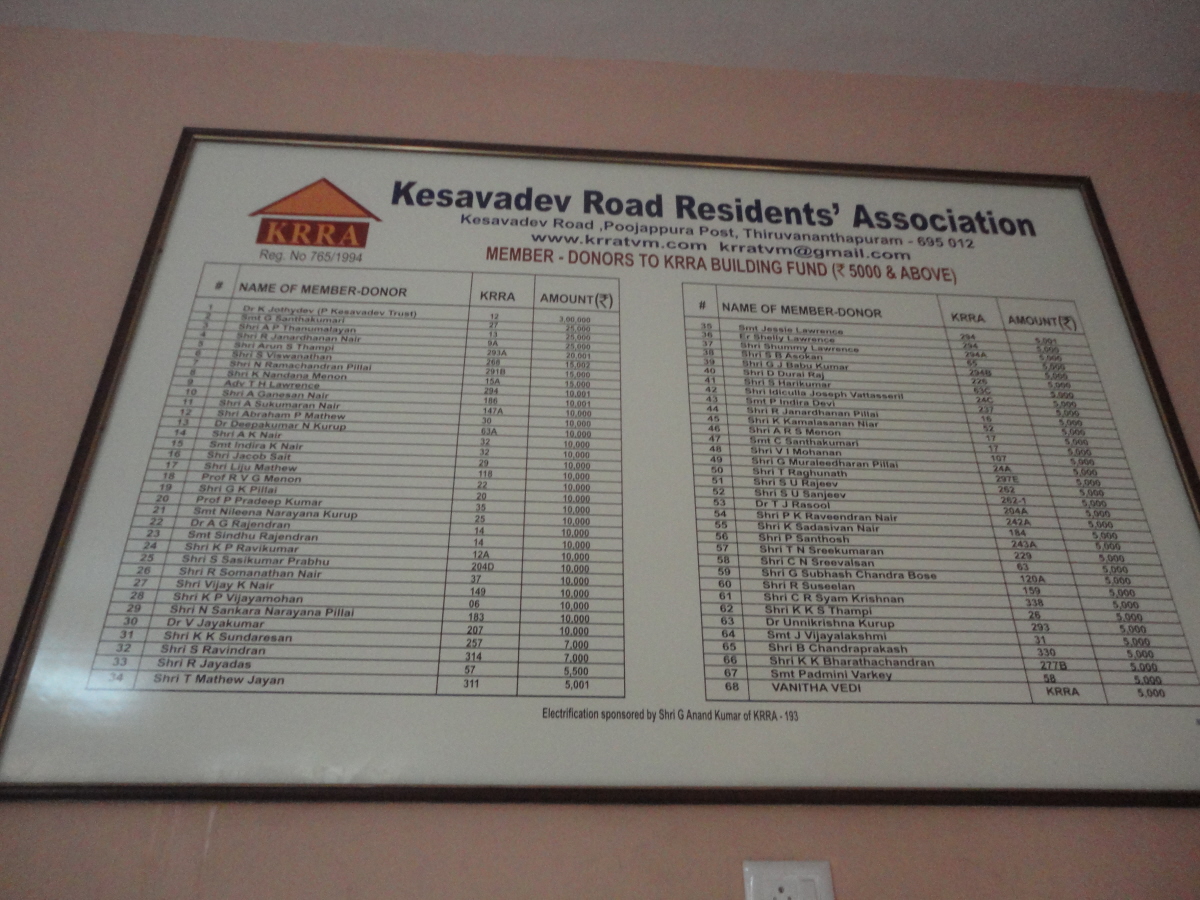 Kesavadev Road Residents' Association
Kesavadev Road ,Poojappura Post, Thiruvananthapuram - 695 012
www.krratvm.com krratvm@gmail.com
KRRA
Reg. No 765/1994
MEMBER - DONORS TO KRRA BUILDING FUND (₹ 5000 & ABOVE)
# NAME OF MEMBER-DONOR KRRA AMOUNT(₹)
1 Dr K Jothydev (P Kesavadev Trust) 12 3,00,000
2 Smt G Santhakumari 27 25,000
3 Shri A P Thanumalayan 13 25,000
4 Shri R Janardhanan Nair 9A 25,000
5 Shri Arun S Thampi 293A 20,001
6 Shri S Viswanathan 268 15,002
7 Shri N Ramachandran Pillai 291B 15,000
8 Shri K Nandana Menon 15A 15,000
9 Adv T H Lawrence 294 10,001
10 Shri A Ganesan Nair 186 10,001
11 Shri A Sukumaran Nair 147A 10,000
12 Shri Abraham P Mathew 30 10,000
13 Dr Deepakumar N Kurup 63A 10,000
14 Shri A K Nair 32 10,000
15 Smt Indira K Nair 32 10,000
16 Shri Jacob Sait 29 10,000
17 Shri Liju Mathew 118 10,000
18 Prof R V G Menon 22 10,000
19 Shri G K Pillai 20 10,000
20 Prof P Pradeep Kumar 35 10,000
21 Smt Nileena Narayana Kurup 25 10,000
22 Dr A G Rajendran 14 10,000
23 Smt Sindhu Rajendran 14 10,000
24 Shri K P Ravikumar 12A 10,000
25 Shri S Sasikumar Prabhu 204D 10,000
26 Shri R Somanathan Nair 37 10,000
27 Shri Vijay K Nair 149 10,000
28 Shri K P Vijayamohan 06 10,000
29 Shri N Sankara Narayana Pillai 183 10,000
30 Dr V Jayakumar 207 10,000
31 Shri K K Sundaresan 257 7,000
32 Shri S Ravindran 314 7,000
33 Shri R Jayadas 57 5,500
34 Shri T Mathew Jayan 311 5,001
# NAME OF MEMBER-DONOR KRRA AMOUNT(₹)
35 Smt Jessie Lawrence 294 5,001
36 Er Shelly Lawrence 294 5,000
37 Shri Shummy Lawrence 294A 5,000
38 Shri S B Asokan 55 5,000
39 Shri G J Babu Kumar 294B 5,000
40 Shri D Durai Raj 226 5,000
41 Shri S Harikumar 63C 5,000
42 Shri Idiculla Joseph Vattasseril 24C 5,000
43 Smt P Indira Devi 237 5,000
44 Shri R Janardhanan Pillai 16 5,000
45 Shri K Kamalasanan Niar 52 5,000
46 Shri A R S Menon 17 5,000
47 Smt C Santhakumari 17 5,000
48 Shri V I Mohanan 107 5,000
49 Shri G Muraleedharan Pillai 24A 5,000
50 Shri T Raghunath 297E 5,000
51 Shri S U Rajeev 262 5,000
52 Shri S U Sanjeev 262-1 5,000
53 Dr T J Rasool 204A 5,000
54 Shri P K Raveendran Nair 242A 5,000
55 Shri K Sadasivan Nair 184 5,000
56 Shri P Santhosh 243A 5,000
57 Shri T N Sreekumaran 229 5,000
58 Shri C N Sreevalsan 63 5,000
59 Shri G Subhash Chandra Bose 120A 5,000
60 Shri R Suseelan 159 5,000
61 Shri C R Syam Krishnan 338 5,000
62 Shri K K S Thampi 26 5,000
63 Dr Unnikrishna Kurup 293 5,000
64 Smt J Vijayalakshmi 31 5,000
65 Shri B Chandraprakash 330 5,000
66 Shri K K Bharathachandran 277B 5,000
67 Smt Padmini Varkey 58 5,000
68 VANITHA VEDI KRRA 5,000
Electrification sponsored by Shri G Anand Kumar of KRRA - 193